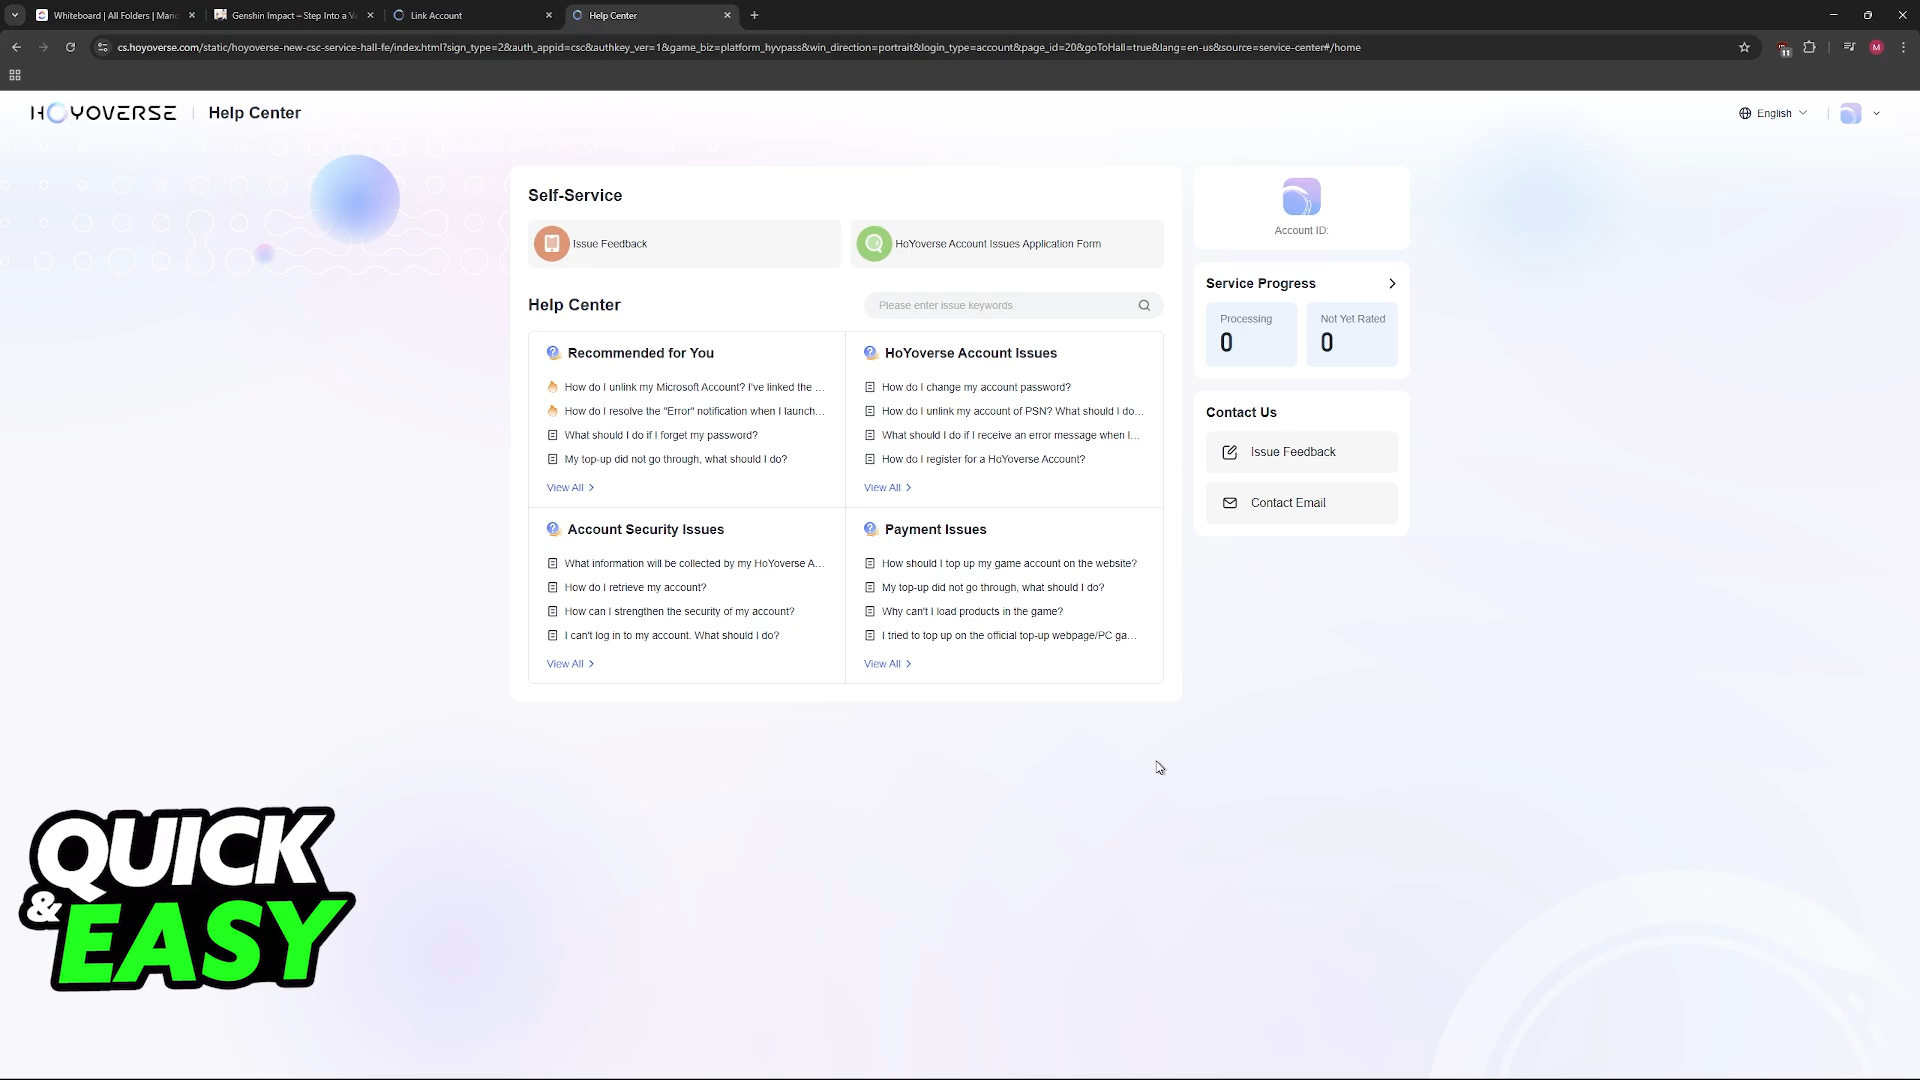 Whiteboard | All Folders | Mario
Genshin Impact – Step Into a Va
Link Account
Help Center
cs.hoyoverse.com/static/hoyoverse-new-csc-service-hall-fe/index.html?sign_type=2&auth_appid=csc&authkey_ver=1&game_biz=platform_hyvpass&win_direction=portrait&login_type=account&page_id=20&goToHall=true&lang=en-us&source=service-center#/home
11
M
HOYOVERSE
Help Center
English
Self-Service
Issue Feedback
HoYoverse Account Issues Application Form
Account ID:
Help Center
Please enter issue keywords
Service Progress
Processing
0
Not Yet Rated
0
Recommended for You
How do I unlink my Microsoft Account? I've linked the ...
How do I resolve the "Error" notification when I launch...
What should I do if I forget my password?
My top-up did not go through, what should I do?
View All
HoYoverse Account Issues
How do I change my account password?
How do I unlink my account of PSN? What should I do...
What should I do if I receive an error message when I...
How do I register for a HoYoverse Account?
View All
Contact Us
Issue Feedback
Contact Email
Account Security Issues
What information will be collected by my HoYoverse A...
How do I retrieve my account?
How can I strengthen the security of my account?
I can't log in to my account. What should I do?
View All
Payment Issues
How should I top up my game account on the website?
My top-up did not go through, what should I do?
Why can't I load products in the game?
I tried to top up on the official top-up webpage/PC ga...
View All
QUICK
& EASY